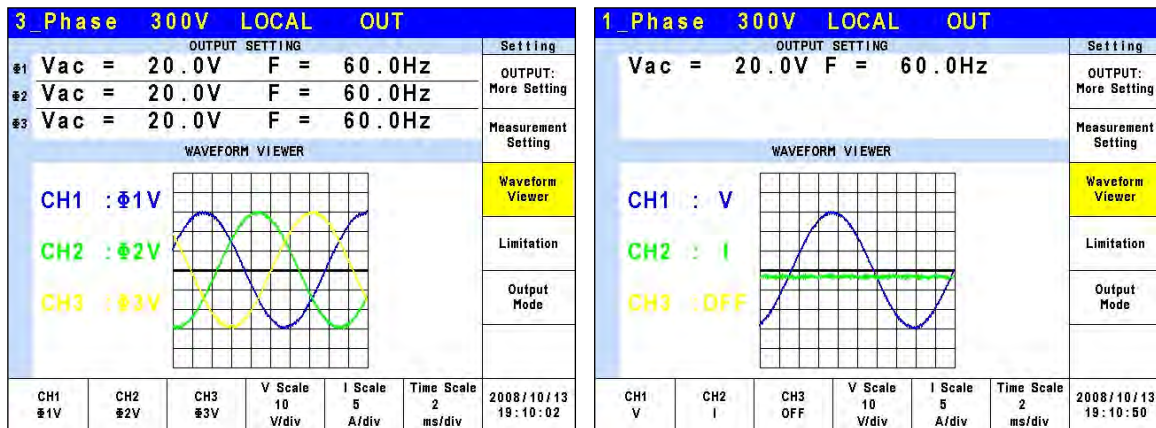 3_Phase 300V LOCAL OUT
OUTPUT SETTING
Setting
Φ1 Vac = 20.0V F = 60.0Hz
Φ2 Vac = 20.0V F = 60.0Hz
Φ3 Vac = 20.0V F = 60.0Hz
OUTPUT:
More Setting
Measurement
Setting
WAVEFORM VIEWER
Waveform
Viewer
CH1 :Φ1V
CH2 :Φ2V
CH3 :Φ3V
Limitation
Output
Mode
CH1
Φ1V
CH2
Φ2V
CH3
Φ3V
V Scale
10
V/div
I Scale
5
A/div
Time Scale
2
ms/div
2008/10/13
19:10:02
1_Phase 300V LOCAL OUT
OUTPUT SETTING
Setting
Vac = 20.0V F = 60.0Hz
OUTPUT:
More Setting
Measurement
Setting
WAVEFORM VIEWER
Waveform
Viewer
CH1 : V
CH2 : I
CH3 :OFF
Limitation
Output
Mode
CH1
V
CH2
I
CH3
OFF
V Scale
10
V/div
I Scale
5
A/div
Time Scale
2
ms/div
2008/10/13
19:10:50